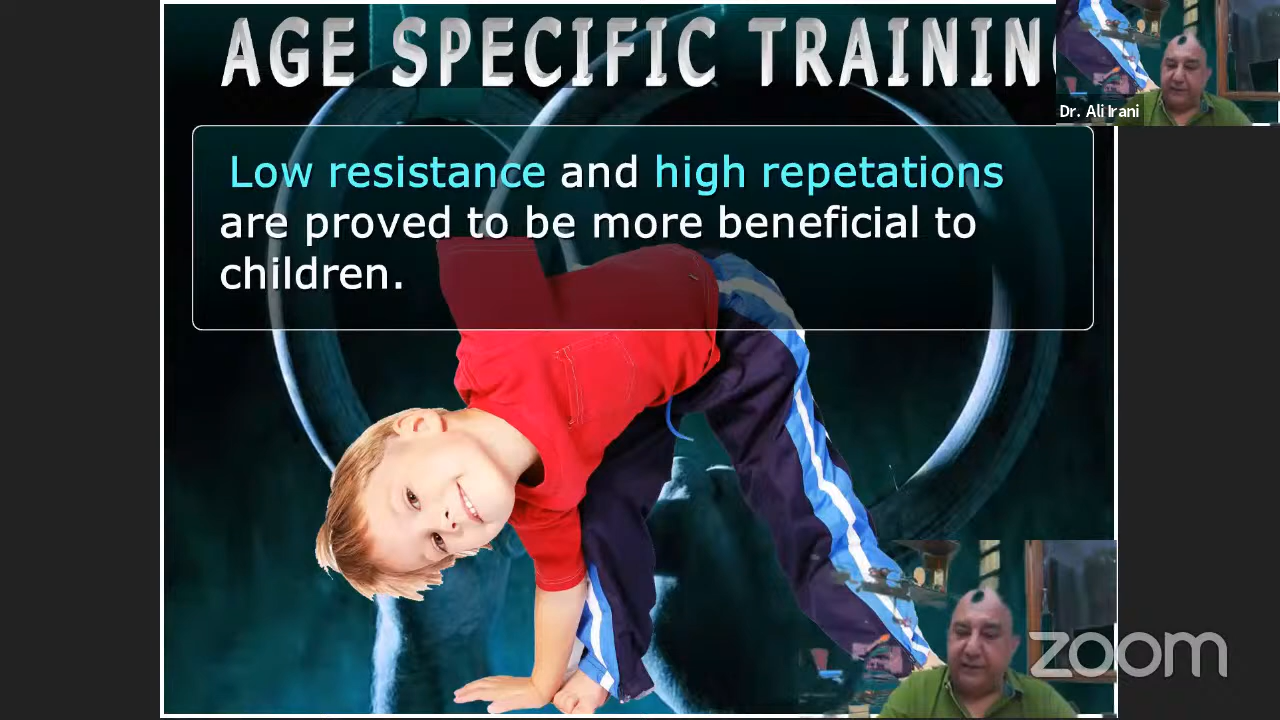 AGE SPECIFIC TRAININ
Dr. Ali Irani
Low resistance and high repetations
are proved to be more beneficial to
children.
zoom